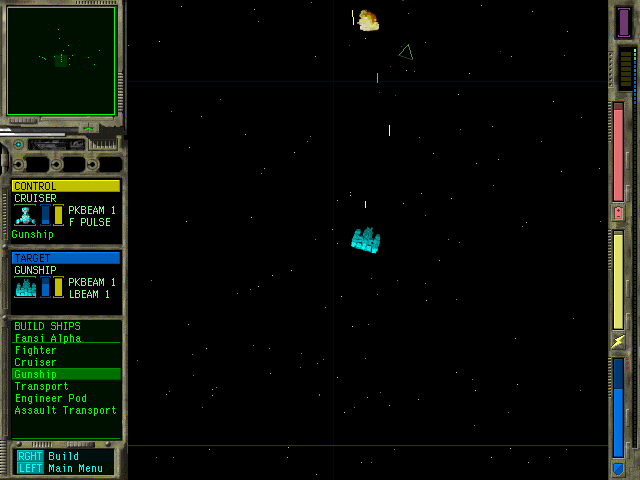 CONTROL
CRUISER
PKBEAM 1
F PULSE
Gunship
TARGET
GUNSHIP
PKBEAM 1
LBEAM 1
BUILD SHIPS
Fansi Alpha
Fighter
Cruiser
Gunship
Transport
Engineer Pod
Assault Transport
RGHT Build
LEFT Main Menu